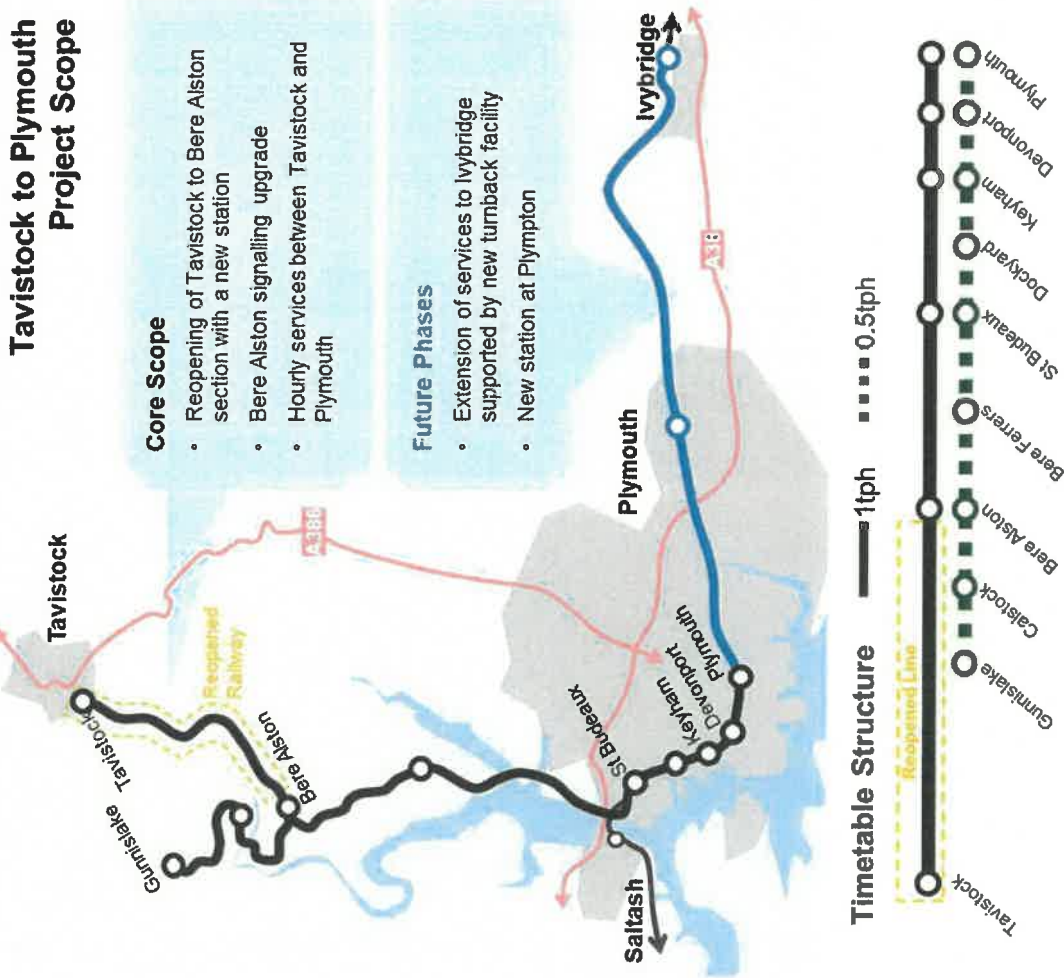 Tavistock to Plymouth
Project Scope
Core Scope
• Reopening of Tavistock to Bere Alston
section with a new station
• Bere Alston signalling upgrade
• Hourly services between Tavistock and
Plymouth
Future Phases
• Extension of services to Ivybridge
supported by new turnback facility
• New station at Plympton
Tavistock
Gunnislake
Tavistock
Reopened
Railway
Bere Alston
A386
Saltash
St Budeaux
Keyham
Devonport
Plymouth
Plymouth
A38
Ivybridge
Timetable Structure
1tph
0.5tph
Reopened Line
Tavistock
Gunnislake
Calstock
Bere Alston
Bere Ferrers
St Budeaux
Dockyard
Keyham
Devonport
Plymouth